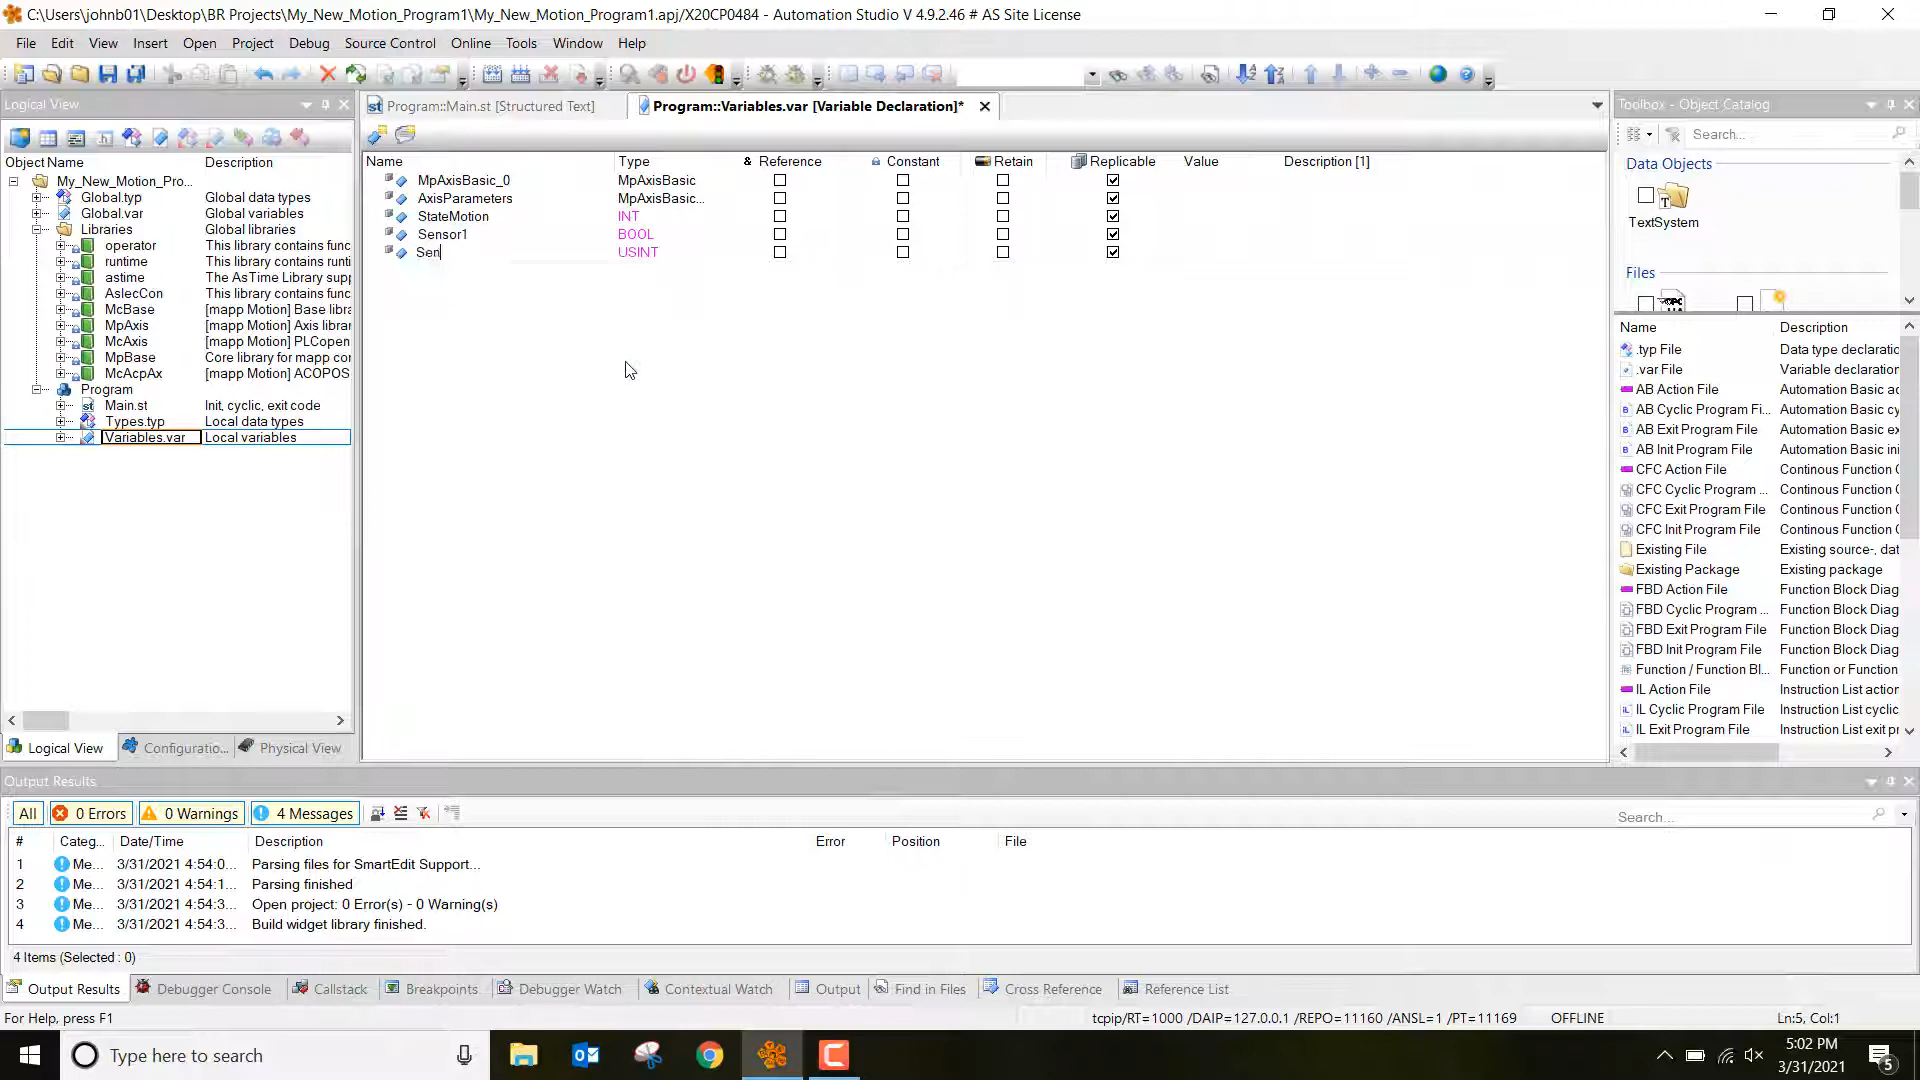 C:\Users\johnb01\Desktop\BR Projects\My_New_Motion_Program1\My_New_Motion_Program1.apj/X20CP0484 - Automation Studio V 4.9.2.46 # AS Site License
File Edit View Insert Open Project Debug Source Control Online Tools Window Help
Logical View
Program::Main.st [Structured Text]
Program::Variables.var [Variable Declaration]*
Toolbox - Object Catalog
Search...
Object Name Description
My_New_Motion_Pro...
Global.typ Global data types
Global.var Global variables
Libraries Global libraries
operator This library contains func
runtime This library contains runti
astime The AsTime Library supp
AsIecCon This library contains func
McBase [mapp Motion] Base libra
MpAxis [mapp Motion] Axis librar
McAxis [mapp Motion] PLCopen
MpBase Core library for mapp cor
McAcpAx [mapp Motion] ACOPOS
Program
Main.st Init, cyclic, exit code
Types.typ Local data types
Variables.var Local variables
Logical View Configuratio... Physical View
Name Type & Reference Constant Retain Replicable Value Description [1]
MpAxisBasic_0 MpAxisBasic
AxisParameters MpAxisBasic...
StateMotion INT
Sensor1 BOOL
Sen USINT
Data Objects
TextSystem
Files
Name Description
.typ File Data type declaratic
.var File Variable declaration
AB Action File Automation Basic ac
AB Cyclic Program Fi... Automation Basic cy
AB Exit Program File Automation Basic ex
AB Init Program File Automation Basic ini
CFC Action File Continous Function C
CFC Cyclic Program ... Continous Function C
CFC Exit Program File Continous Function C
CFC Init Program File Continous Function C
Existing File Existing source-, dat
Existing Package Existing package
FBD Action File Function Block Diag
FBD Cyclic Program ... Function Block Diag
FBD Exit Program File Function Block Diag
FBD Init Program File Function Block Diag
Function / Function Bl... Function or Function
IL Action File Instruction List action
IL Cyclic Program File Instruction List cyclic
IL Exit Program File Instruction List exit pr
Output Results
All 0 Errors 0 Warnings 4 Messages
Search...
# Categ... Date/Time Description Error Position File
1 Me... 3/31/2021 4:54:0... Parsing files for SmartEdit Support...
2 Me... 3/31/2021 4:54:1... Parsing finished
3 Me... 3/31/2021 4:54:3... Open project: 0 Error(s) - 0 Warning(s)
4 Me... 3/31/2021 4:54:3... Build widget library finished.
4 Items (Selected : 0)
Output Results Debugger Console Callstack Breakpoints Debugger Watch Contextual Watch Output Find in Files Cross Reference Reference List
For Help, press F1
tcpip/RT=1000 /DAIP=127.0.0.1 /REPO=11160 /ANSL=1 /PT=11169 OFFLINE Ln:5, Col:1
Type here to search
5:02 PM
3/31/2021
5